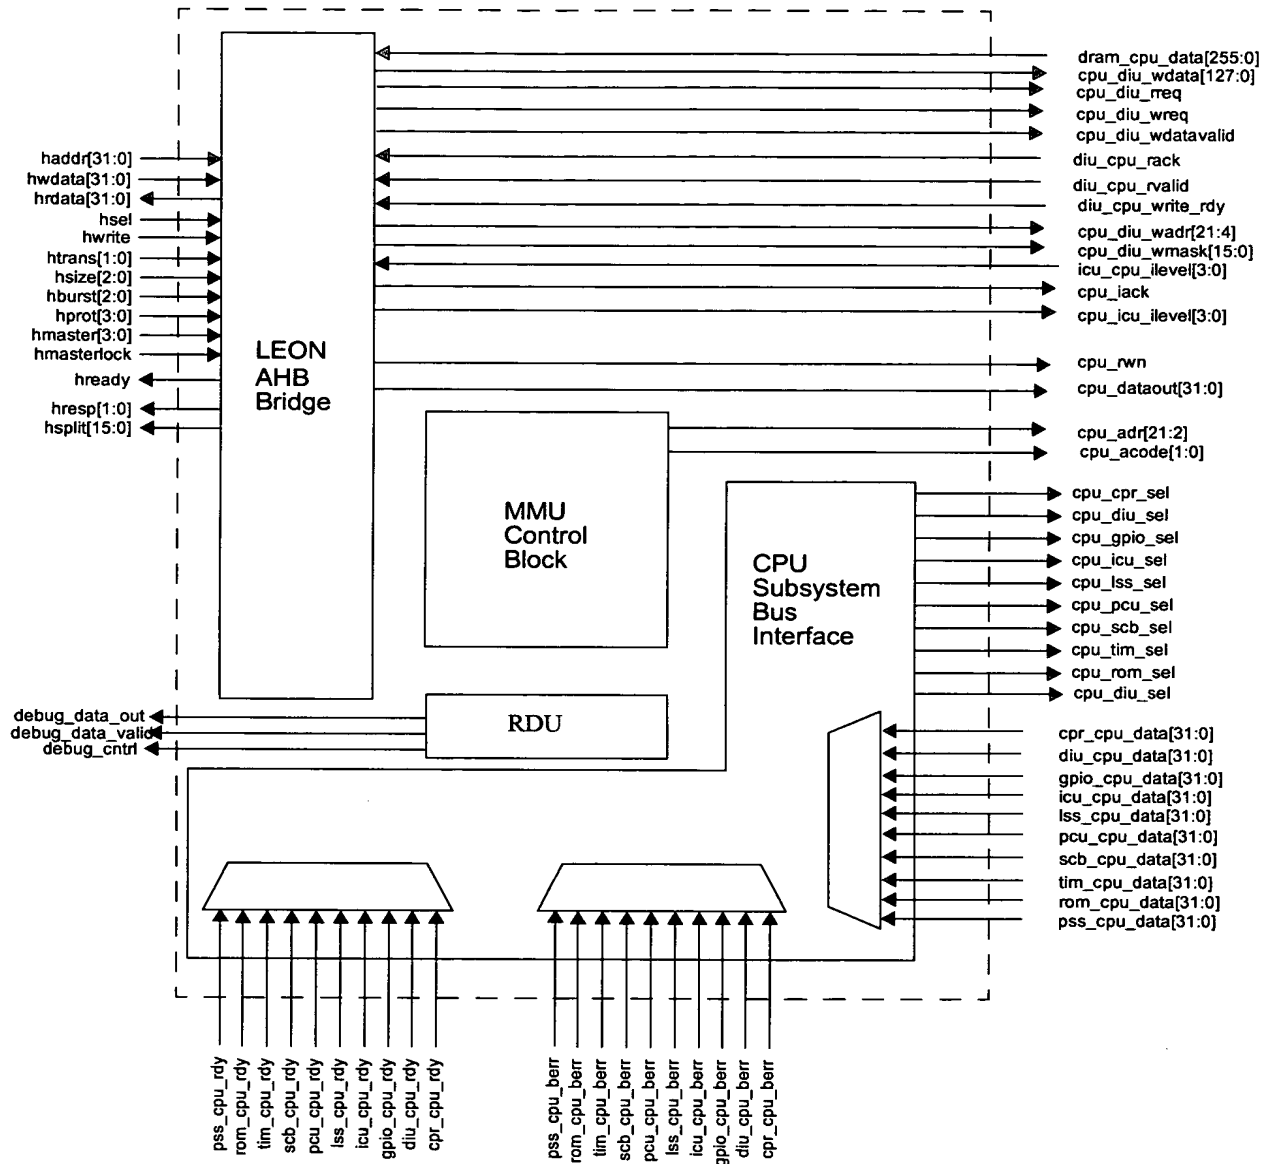 dram_cpu_data[255:0]
cpu_diu_wdata[127:0]
cpu_diu_rreq
cpu_diu_wreq
cpu_diu_wdatavalid
diu_cpu_rack
diu_cpu_rvalid
diu_cpu_write_rdy
cpu_diu_wadr[21:4]
cpu_diu_wmask[15:0]
icu_cpu_ilevel[3:0]
cpu_iack
cpu_icu_ilevel[3:0]
cpu_rwn
cpu_dataout[31:0]
cpu_adr[21:2]
cpu_acode[1:0]
haddr[31:0]
hwdata[31:0]
hrdata[31:0]
hsel
hwrite
htrans[1:0]
hsize[2:0]
hburst[2:0]
hprot[3:0]
hmaster[3:0]
hmasterlock
hready
hresp[1:0]
hsplit[15:0]
LEON
AHB
Bridge
MMU
Control
Block
CPU
Subsystem
Bus
Interface
cpu_cpr_sel
cpu_diu_sel
cpu_gpio_sel
cpu_icu_sel
cpu_lss_sel
cpu_pcu_sel
cpu_scb_sel
cpu_tim_sel
cpu_rom_sel
cpu_diu_sel
RDU
debug_data_out
debug_data_valid
debug_cntrl
cpr_cpu_data[31:0]
diu_cpu_data[31:0]
gpio_cpu_data[31:0]
icu_cpu_data[31:0]
lss_cpu_data[31:0]
pcu_cpu_data[31:0]
scb_cpu_data[31:0]
tim_cpu_data[31:0]
rom_cpu_data[31:0]
pss_cpu_data[31:0]
pss_cpu_rdy
rom_cpu_rdy
tim_cpu_rdy
scb_cpu_rdy
pcu_cpu_rdy
lss_cpu_rdy
icu_cpu_rdy
gpio_cpu_rdy
diu_cpu_rdy
cpr_cpu_rdy
pss_cpu_berr
rom_cpu_berr
tim_cpu_berr
scb_cpu_berr
pcu_cpu_berr
lss_cpu_berr
icu_cpu_berr
gpio_cpu_berr
diu_cpu_berr
cpr_cpu_berr